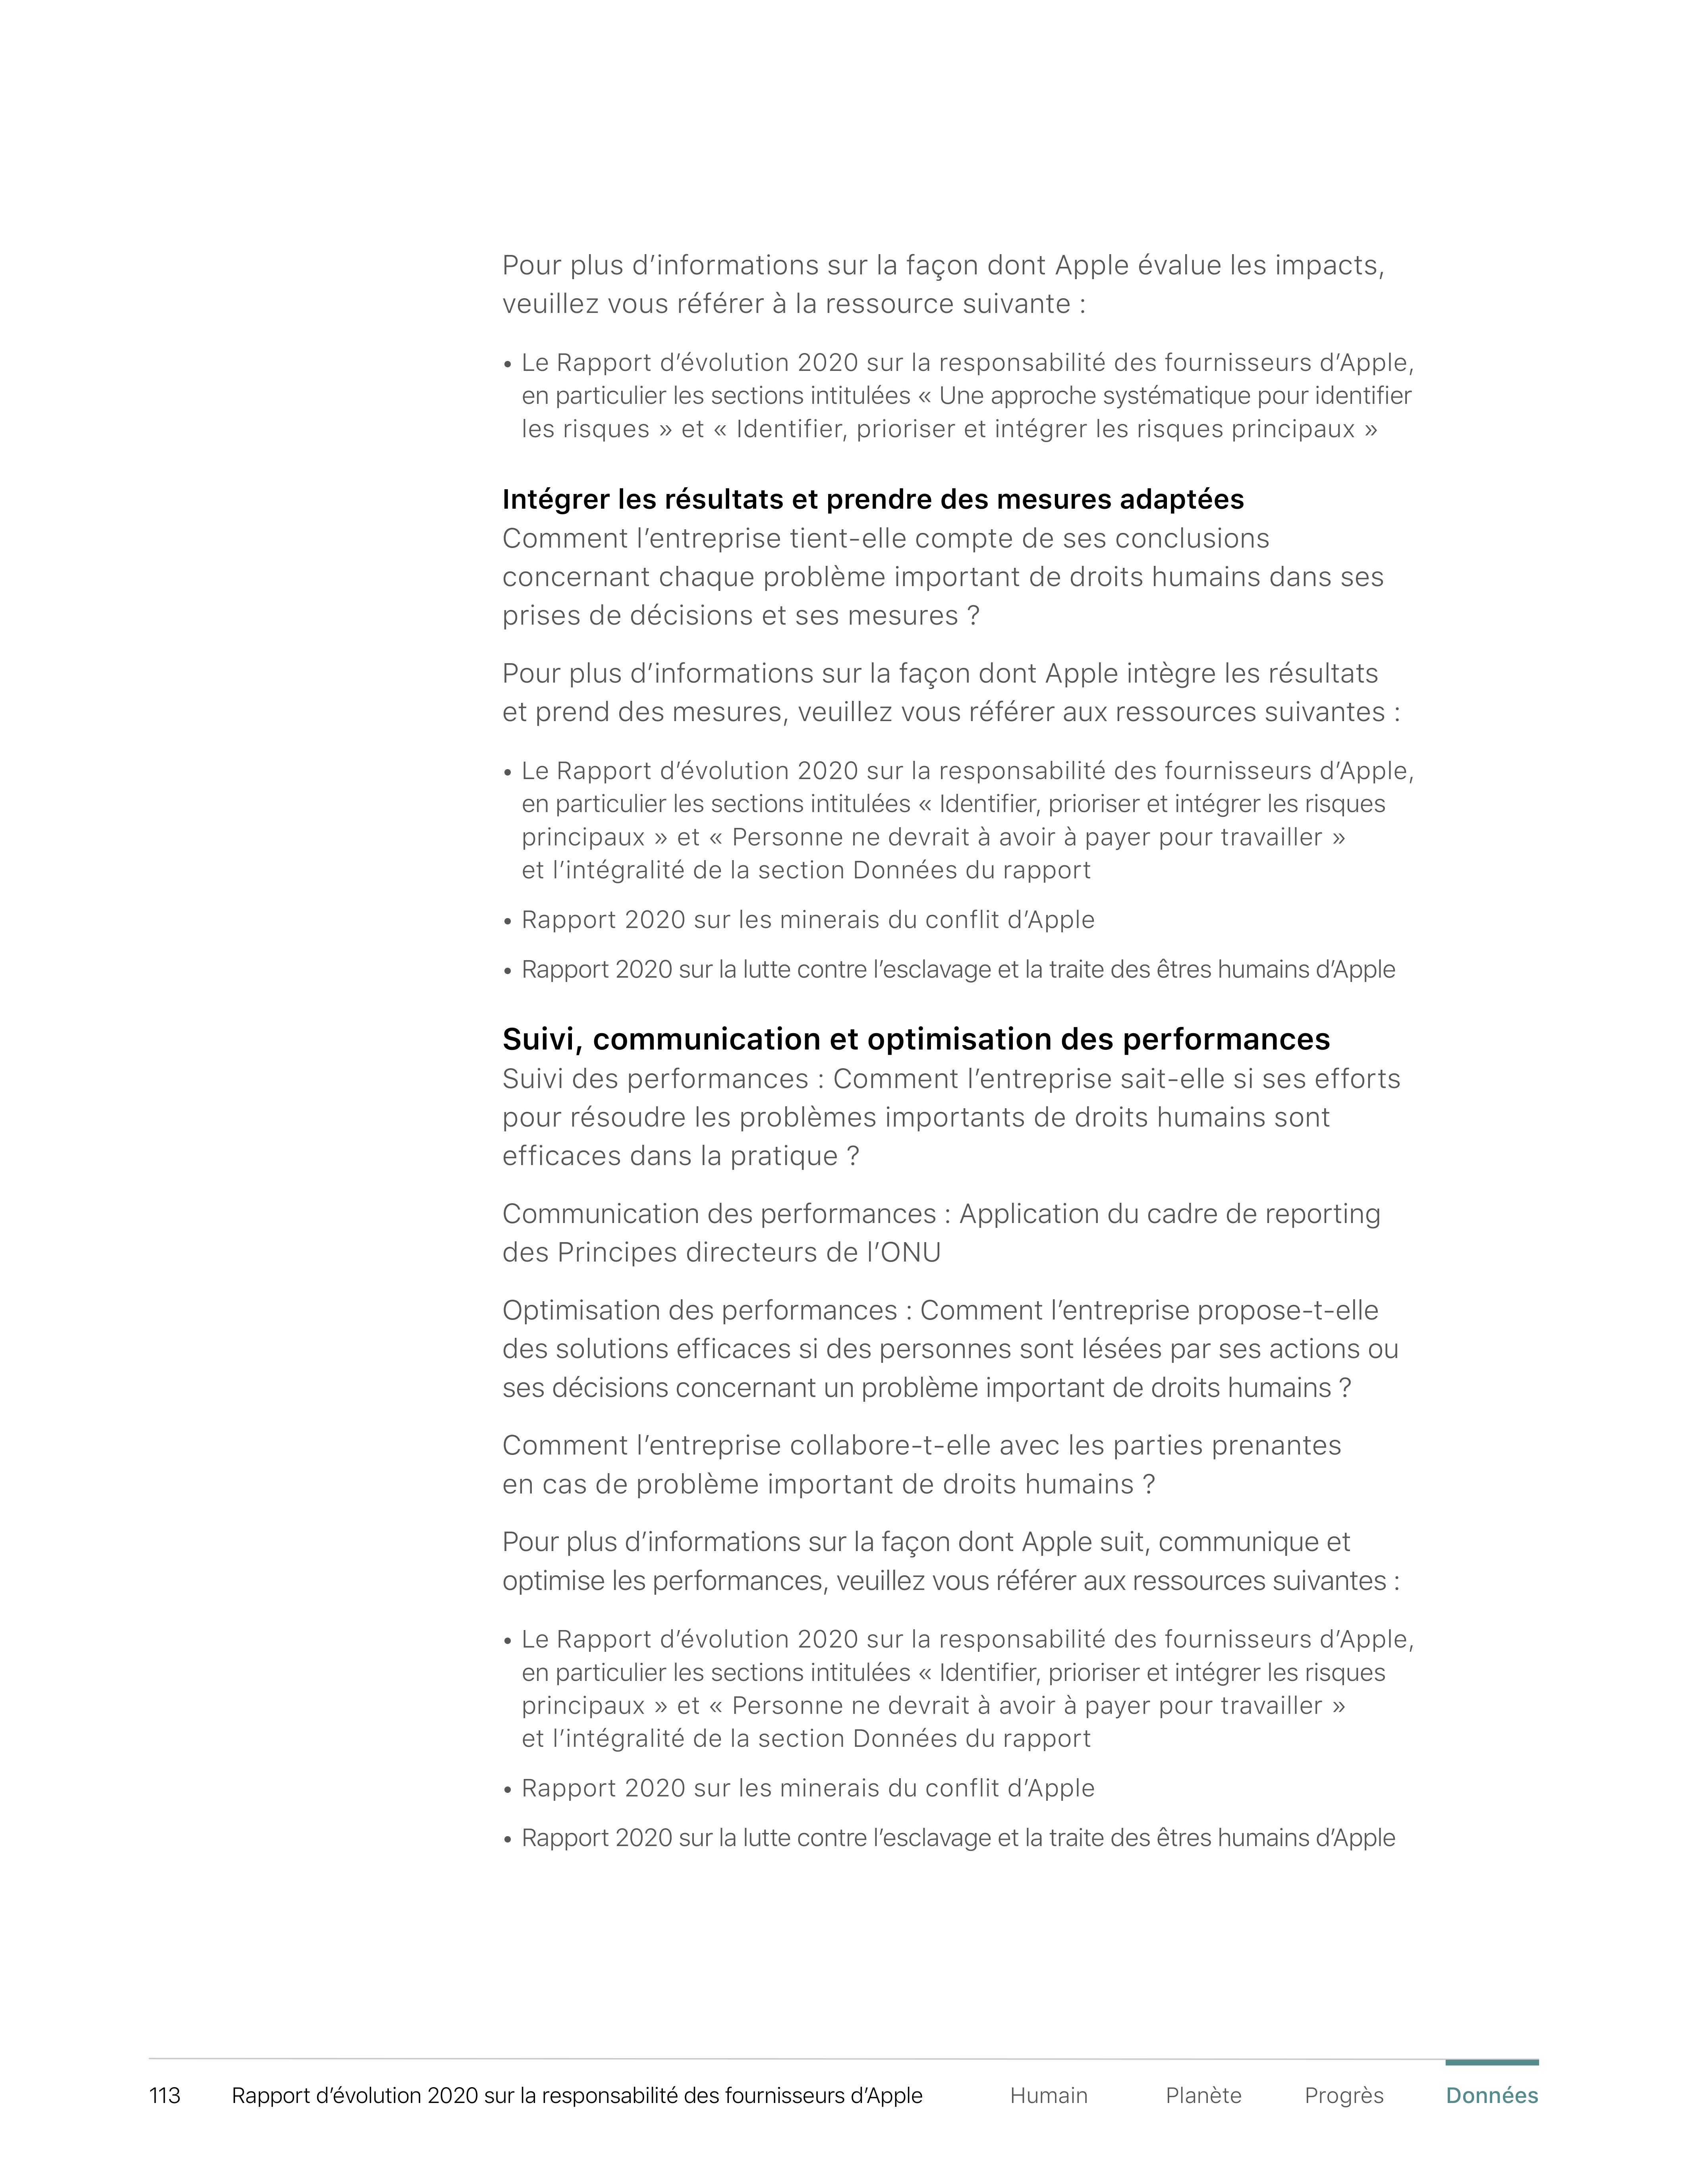 Pour plus d’informations sur la façon dont Apple évalue les impacts,
veuillez vous référer à la ressource suivante :
• Le Rapport d’évolution 2020 sur la responsabilité des fournisseurs d’Apple,
en particulier les sections intitulées « Une approche systématique pour identifier
les risques » et « Identifier, prioriser et intégrer les risques principaux »
Intégrer les résultats et prendre des mesures adaptées
Comment l’entreprise tient-elle compte de ses conclusions
concernant chaque problème important de droits humains dans ses
prises de décisions et ses mesures ?
Pour plus d’informations sur la façon dont Apple intègre les résultats
et prend des mesures, veuillez vous référer aux ressources suivantes :
• Le Rapport d’évolution 2020 sur la responsabilité des fournisseurs d’Apple,
en particulier les sections intitulées « Identifier, prioriser et intégrer les risques
principaux » et « Personne ne devrait à avoir à payer pour travailler »
et l’intégralité de la section Données du rapport
• Rapport 2020 sur les minerais du conflit d’Apple
• Rapport 2020 sur la lutte contre l’esclavage et la traite des êtres humains d’Apple
Suivi, communication et optimisation des performances
Suivi des performances : Comment l’entreprise sait-elle si ses efforts
pour résoudre les problèmes importants de droits humains sont
efficaces dans la pratique ?
Communication des performances : Application du cadre de reporting
des Principes directeurs de l’ONU
Optimisation des performances : Comment l’entreprise propose-t-elle
des solutions efficaces si des personnes sont lésées par ses actions ou
ses décisions concernant un problème important de droits humains ?
Comment l’entreprise collabore-t-elle avec les parties prenantes
en cas de problème important de droits humains ?
Pour plus d’informations sur la façon dont Apple suit, communique et
optimise les performances, veuillez vous référer aux ressources suivantes :
• Le Rapport d’évolution 2020 sur la responsabilité des fournisseurs d’Apple,
en particulier les sections intitulées « Identifier, prioriser et intégrer les risques
principaux » et « Personne ne devrait à avoir à payer pour travailler »
et l’intégralité de la section Données du rapport
• Rapport 2020 sur les minerais du conflit d’Apple
• Rapport 2020 sur la lutte contre l’esclavage et la traite des êtres humains d’Apple
113 Rapport d’évolution 2020 sur la responsabilité des fournisseurs d’Apple Humain Planète Progrès Données